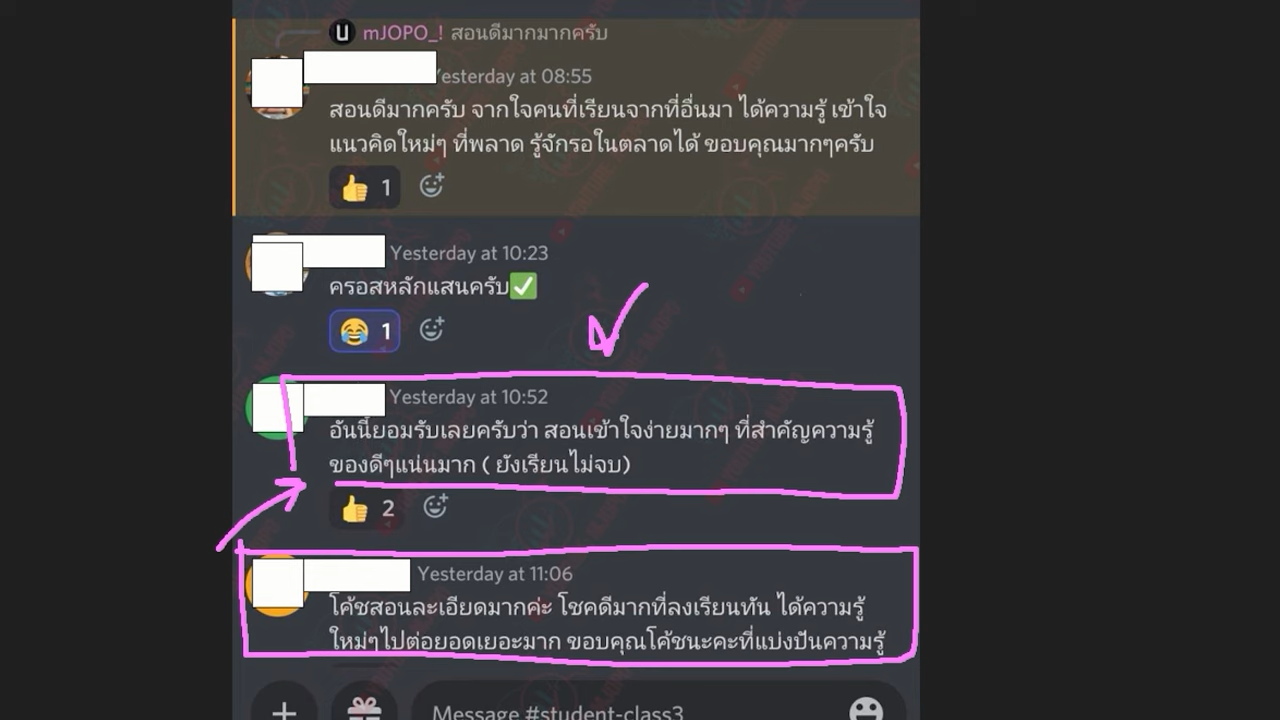 U mJOPO_! สอนดีมากมากครับ
Yesterday at 08:55
สอนดีมากครับ จากใจคนที่เรียนจากที่อื่นมา ได้ความรู้ เข้าใจ
แนวคิดใหม่ๆ ที่พลาด รู้จักรอในตลาดได้ ขอบคุณมากๆครับ
👍 1
Yesterday at 10:23
ครอสหลักแสนครับ✅
😂 1
Yesterday at 10:52
อันนี้ยอมรับเลยครับว่า สอนเข้าใจง่ายมากๆ ที่สำคัญความรู้
ของดีๆแน่นมาก ( ยังเรียนไม่จบ)
👍 2
Yesterday at 11:06
โค้ชสอนละเอียดมากค่ะ โชคดีมากที่ลงเรียนทัน ได้ความรู้
ใหม่ๆไปต่อยอดเยอะมาก ขอบคุณโค้ชนะคะที่แบ่งปันความรู้
Message #student-class3